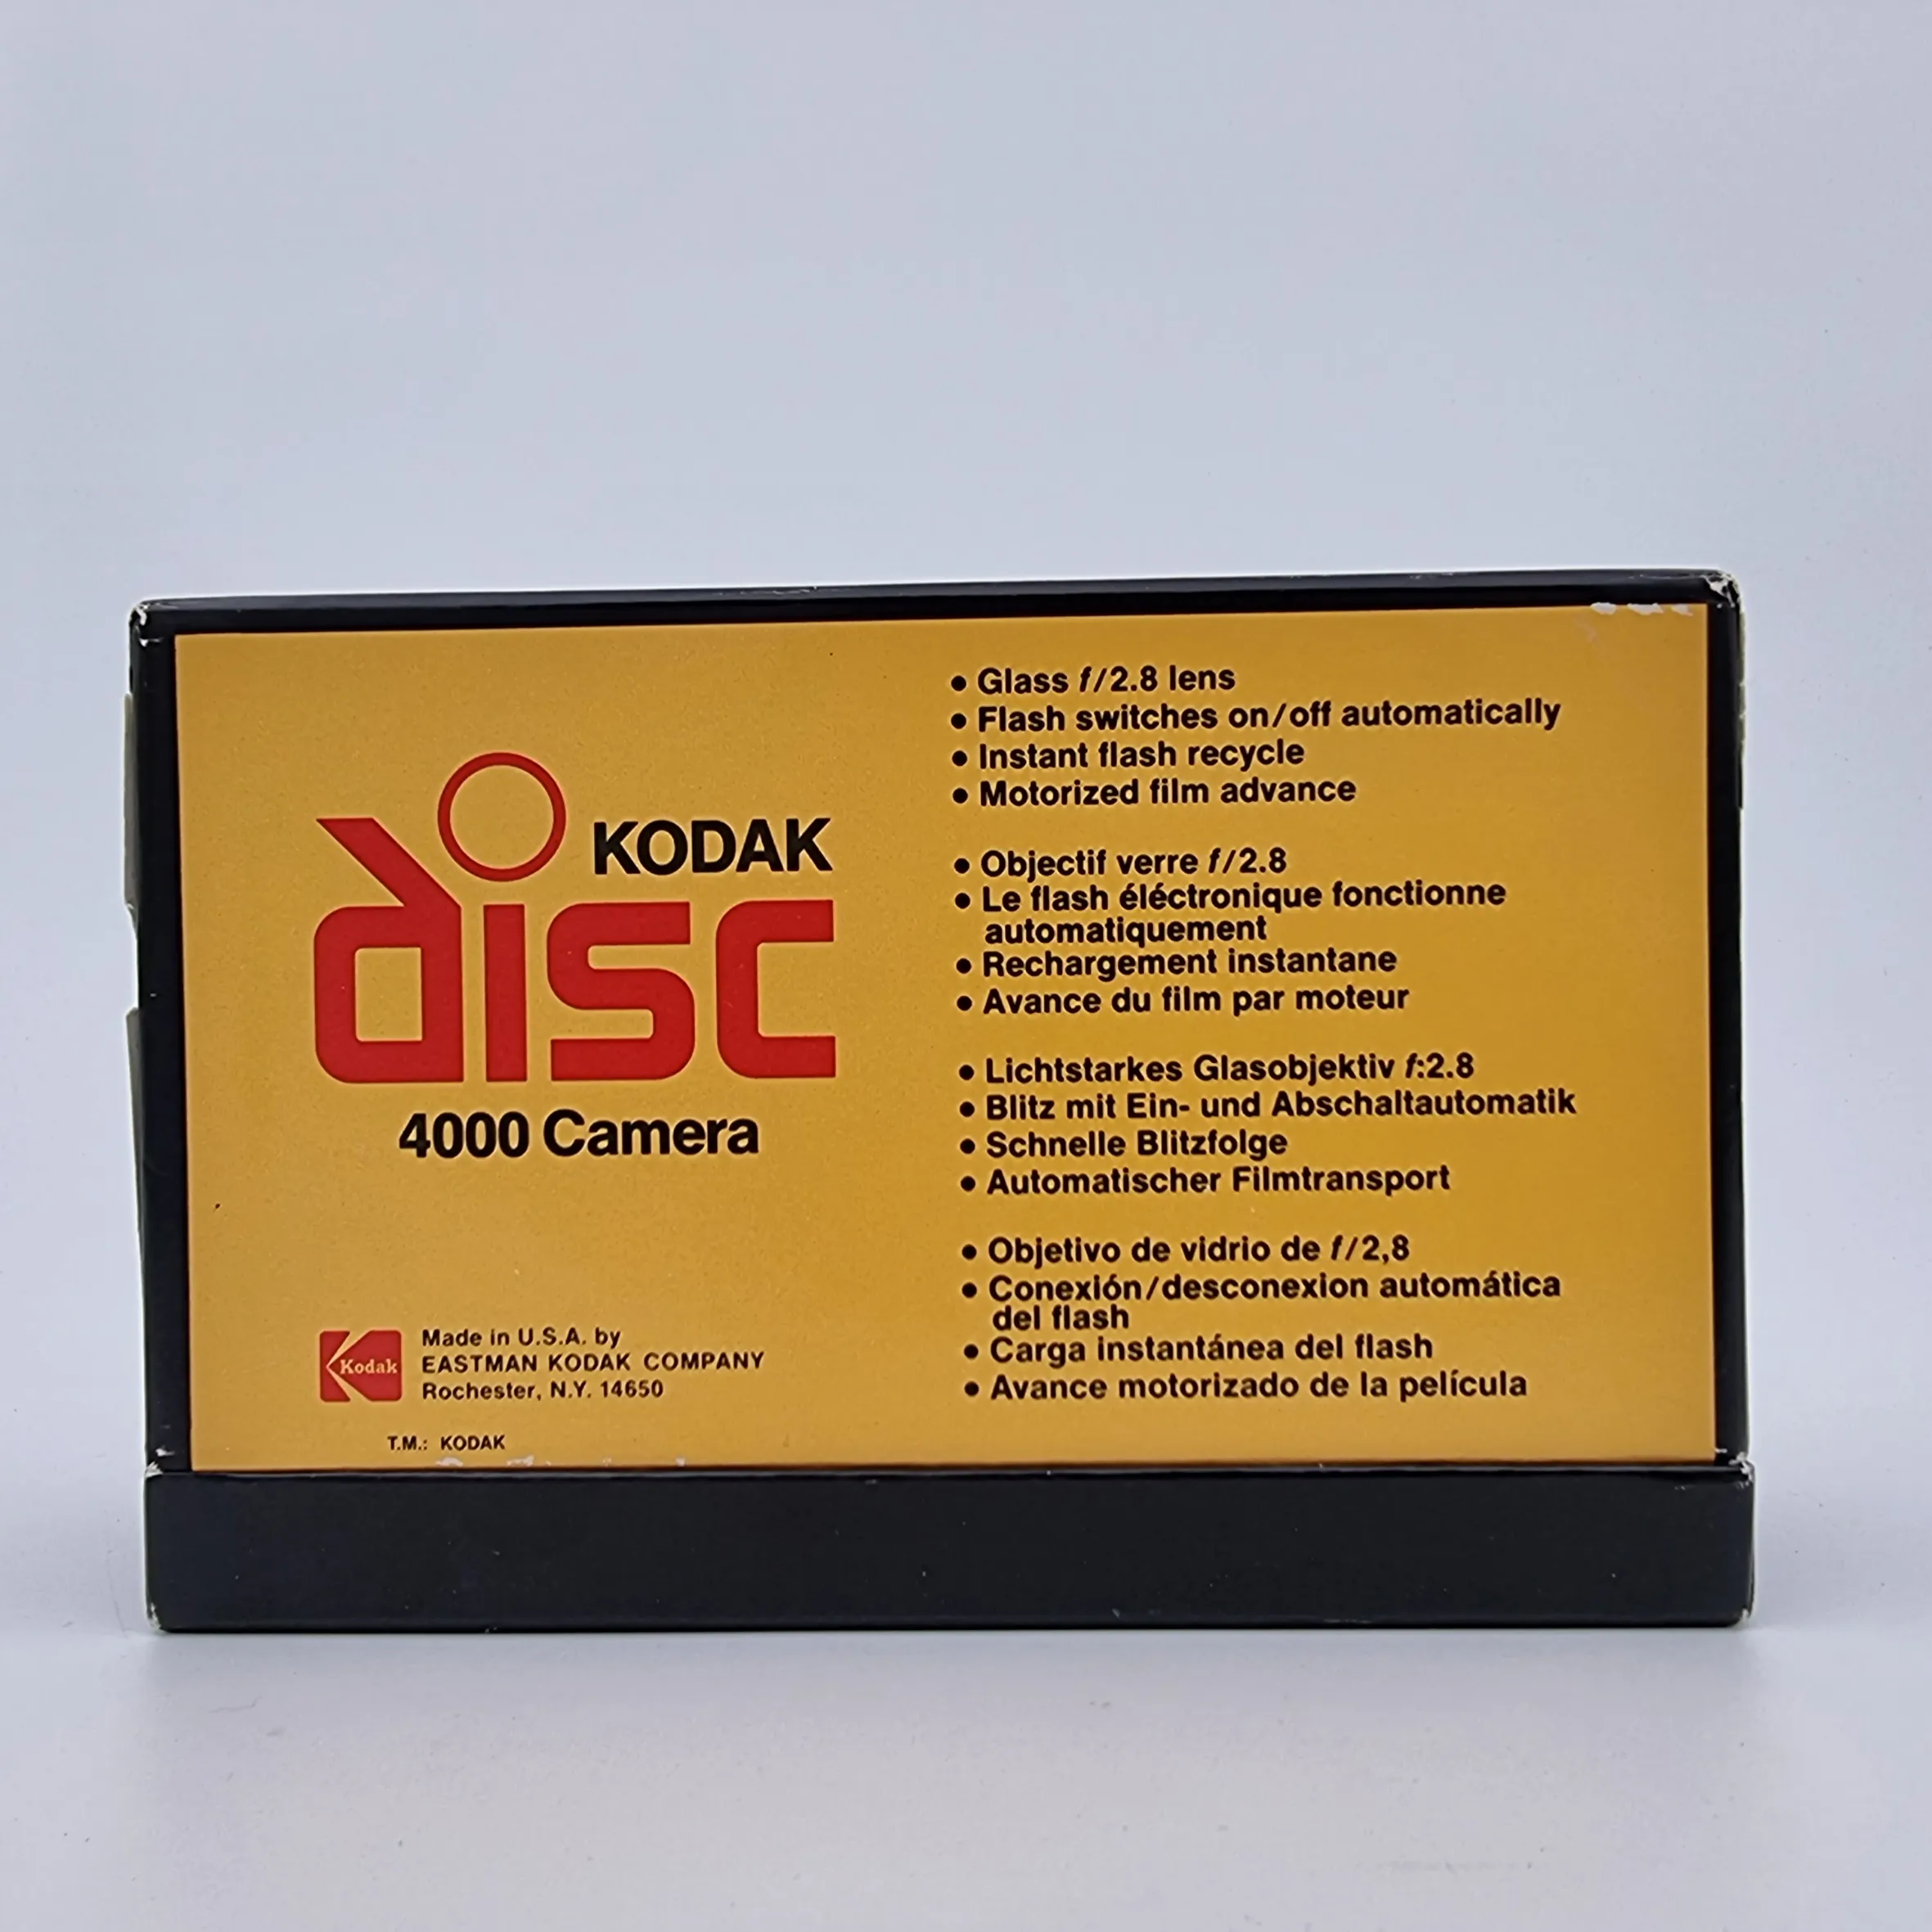 KODAK
disc
4000 Camera
Kodak
Made in U.S.A. by
EASTMAN KODAK COMPANY
Rochester, N.Y. 14650
T.M.: KODAK
• Glass f/2.8 lens
• Flash switches on/off automatically
• Instant flash recycle
• Motorized film advance
• Objectif verre f/2.8
• Le flash éléctronique fonctionne
automatiquement
• Rechargement instantane
• Avance du film par moteur
• Lichtstarkes Glasobjektiv f:2.8
• Blitz mit Ein- und Abschaltautomatik
• Schnelle Blitzfolge
• Automatischer Filmtransport
• Objetivo de vidrio de f/2,8
• Conexión/desconexion automática
del flash
• Carga instantánea del flash
• Avance motorizado de la película